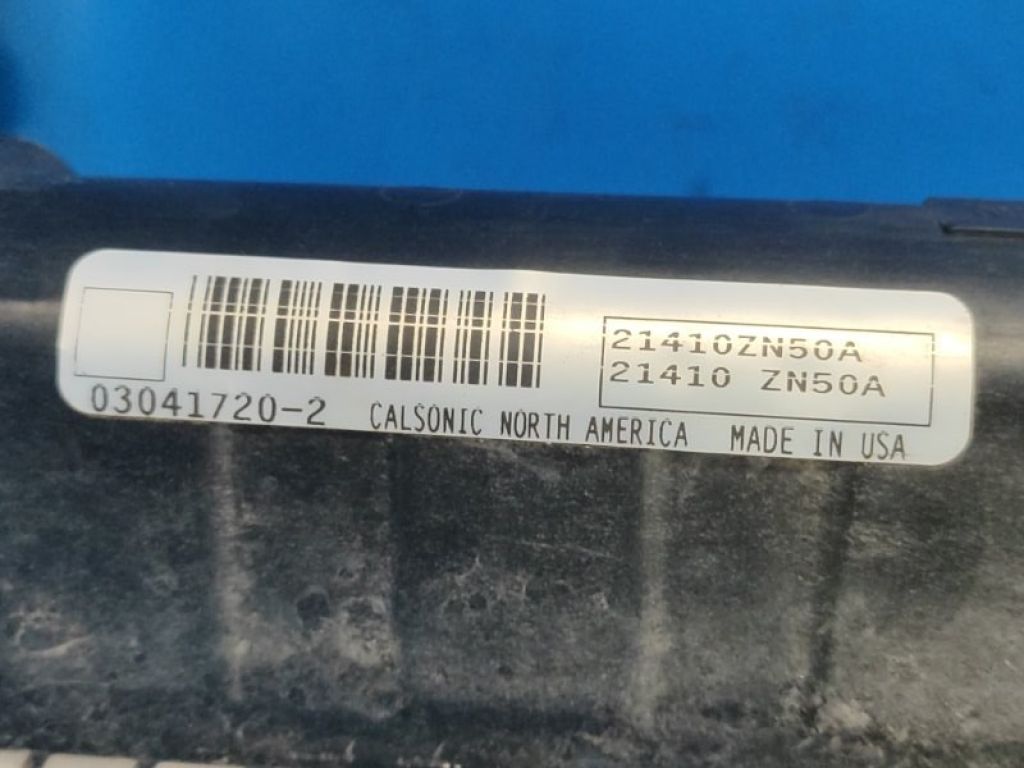 21410ZN50A
21410 ZN50A
03041720-2 CALSONIC NORTH AMERICA MADE IN USA